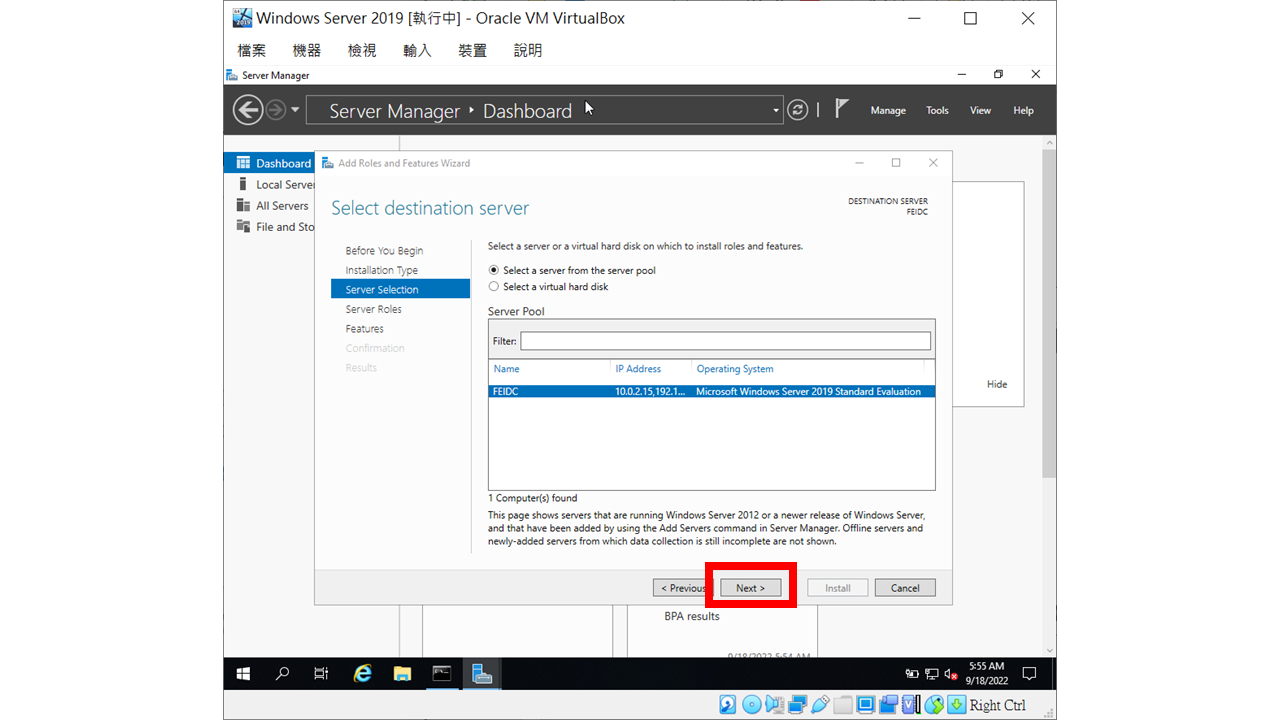 Windows Server 2019 [執行中] - Oracle VM VirtualBox
檔案 機器 檢視 輸入 裝置 說明
Server Manager
Server Manager Dashboard
Manage Tools View Help
Dashboard
Local Server
All Servers
File and Sto
Add Roles and Features Wizard
Select destination server
DESTINATION SERVER
FEIDC
Before You Begin
Installation Type
Server Selection
Server Roles
Features
Confirmation
Results
Select a server or a virtual hard disk on which to install roles and features.
Select a server from the server pool
Select a virtual hard disk
Server Pool
Filter:
Name IP Address Operating System
FEIDC 10.0.2.15,192.1... Microsoft Windows Server 2019 Standard Evaluation
1 Computer(s) found
This page shows servers that are running Windows Server 2012 or a newer release of Windows Server,
and that have been added by using the Add Servers command in Server Manager. Offline servers and
newly-added servers from which data collection is still incomplete are not shown.
Hide
< Previous Next > Install Cancel
BPA results
9/18/2022 5:54 AM
5:55 AM
9/18/2022
Right Ctrl